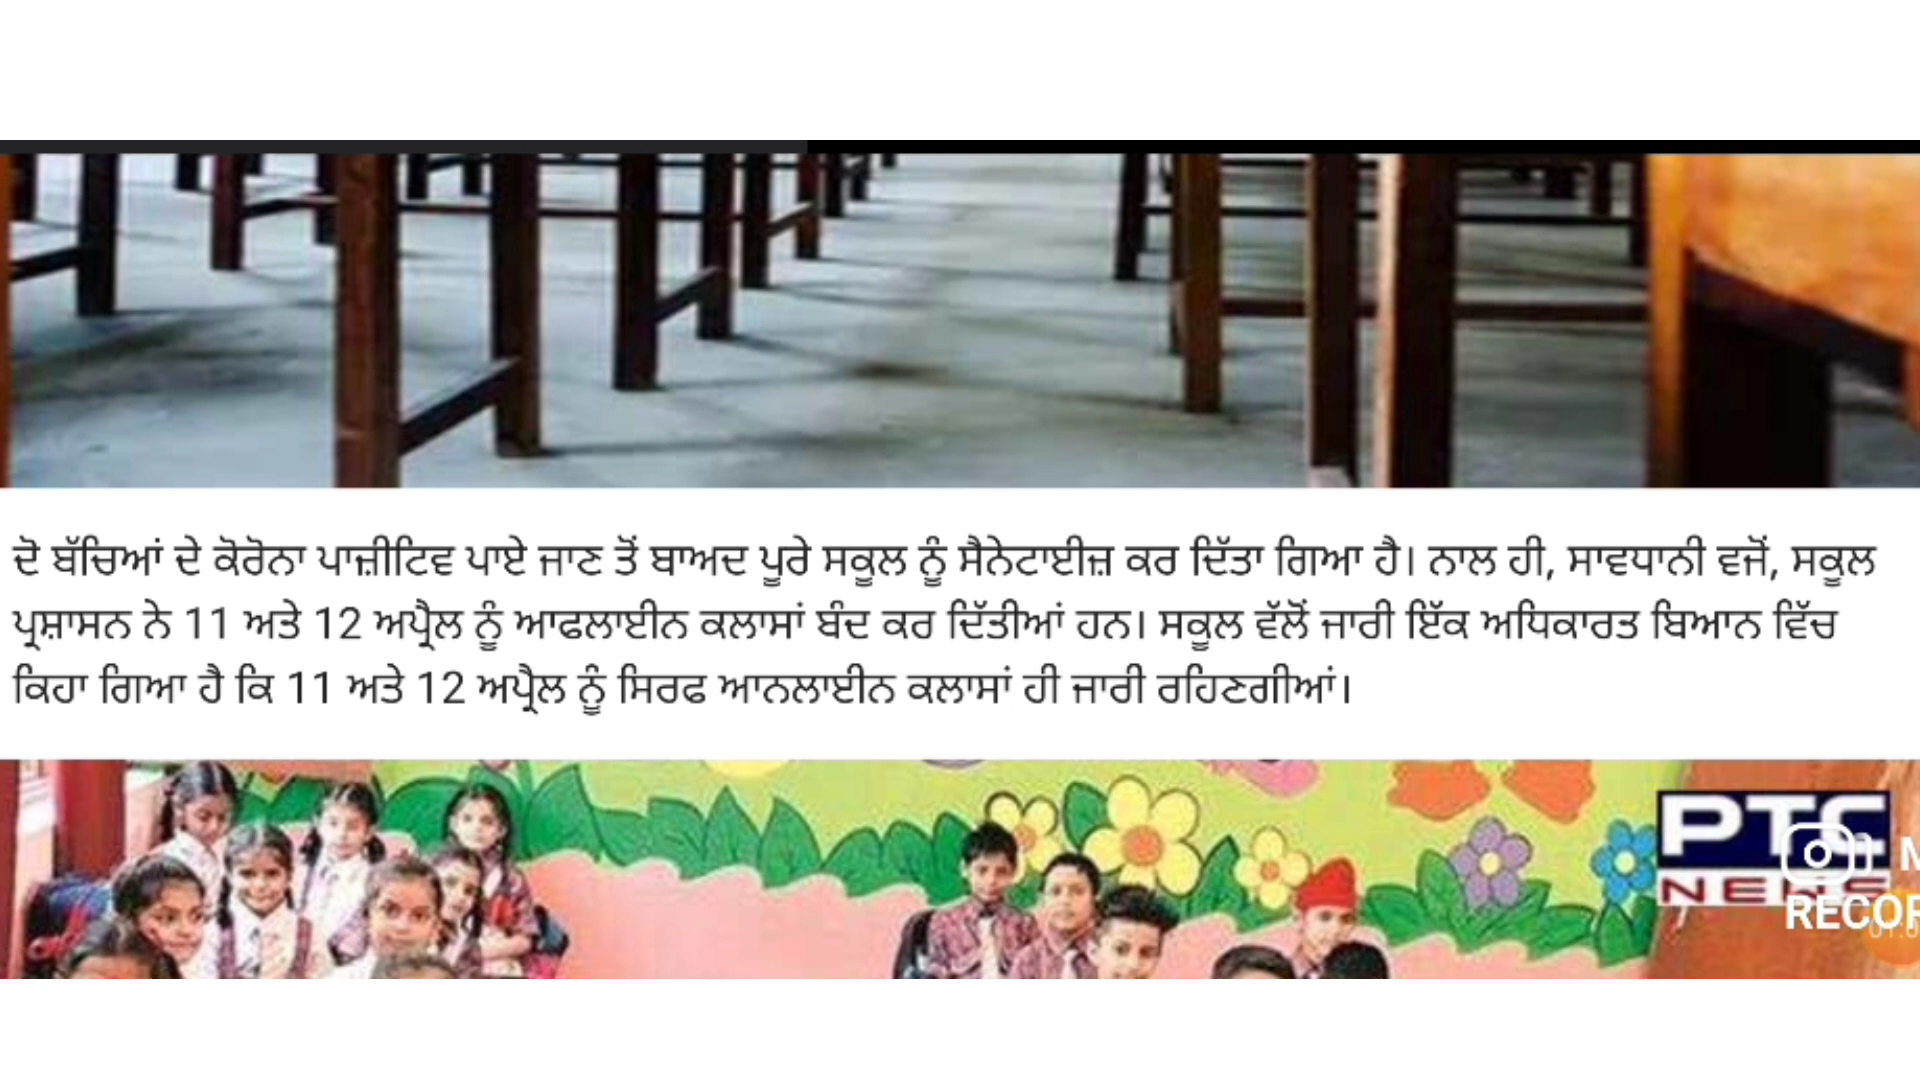 ਦੋ ਬੱਚਿਆਂ ਦੇ ਕੋਰੋਨਾ ਪਾਜ਼ੀਟਿਵ ਪਾਏ ਜਾਣ ਤੋਂ ਬਾਅਦ ਪੂਰੇ ਸਕੂਲ ਨੂੰ ਸੈਨੇਟਾਈਜ਼ ਕਰ ਦਿੱਤਾ ਗਿਆ ਹੈ। ਨਾਲ ਹੀ, ਸਾਵਧਾਨੀ ਵਜੋਂ, ਸਕੂਲ
ਪ੍ਰਸ਼ਾਸਨ ਨੇ 11 ਅਤੇ 12 ਅਪ੍ਰੈਲ ਨੂੰ ਆਫਲਾਈਨ ਕਲਾਸਾਂ ਬੰਦ ਕਰ ਦਿੱਤੀਆਂ ਹਨ। ਸਕੂਲ ਵੱਲੋਂ ਜਾਰੀ ਇੱਕ ਅਧਿਕਾਰਤ ਬਿਆਨ ਵਿੱਚ
ਕਿਹਾ ਗਿਆ ਹੈ ਕਿ 11 ਅਤੇ 12 ਅਪ੍ਰੈਲ ਨੂੰ ਸਿਰਫ ਆਨਲਾਈਨ ਕਲਾਸਾਂ ਹੀ ਜਾਰੀ ਰਹਿਣਗੀਆਂ।
PTC
NEWS